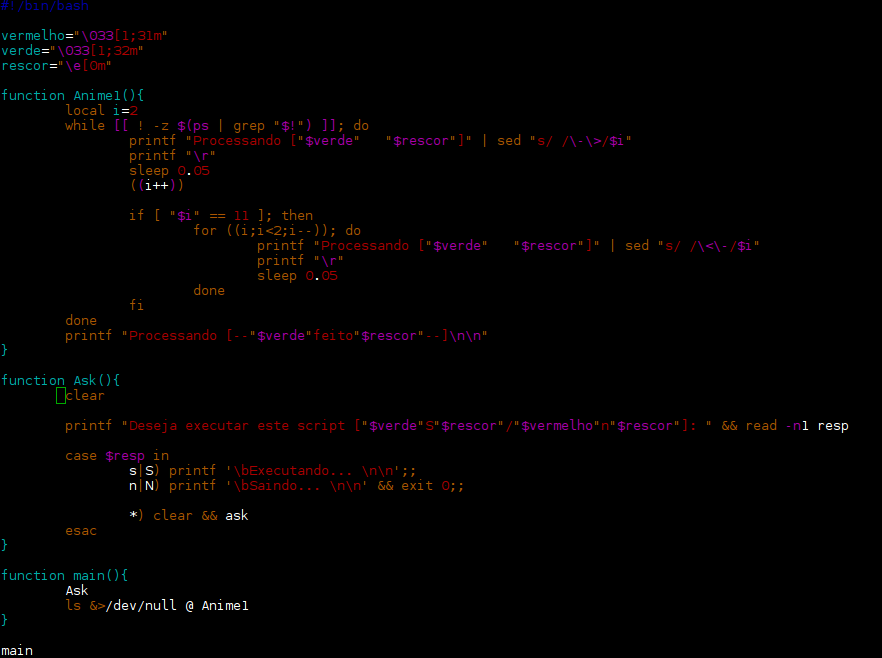 #!/bin/bash
vermelho="\033[1;31m"
verde="\033[1;32m"
rescor="\e[0m"
function Anime1(){
local i=2
while [[ ! -z $(ps | grep "$!") ]]; do
printf "Processando ["$verde"   "$rescor"]" | sed "s/ /\-\>/$i"
printf "\r"
sleep 0.05
((i++))
if [ "$i" == 11 ]; then
for ((i;i<2;i--)); do
printf "Processando ["$verde"   "$rescor"]" | sed "s/ /\<\-/$i"
printf "\r"
sleep 0.05
done
fi
done
printf "Processando [--"$verde"feito"$rescor"--]\n\n"
}
function Ask(){
clear
printf "Deseja executar este script ["$verde"S"$rescor"/"$vermelho"n"$rescor"]: " && read -n1 resp
case $resp in
s|S) printf '\bExecutando... \n\n';;
n|N) printf '\bSaindo... \n\n' && exit 0;;
*) clear && ask
esac
}
function main(){
Ask
ls &>/dev/null @ Anime1
}
main